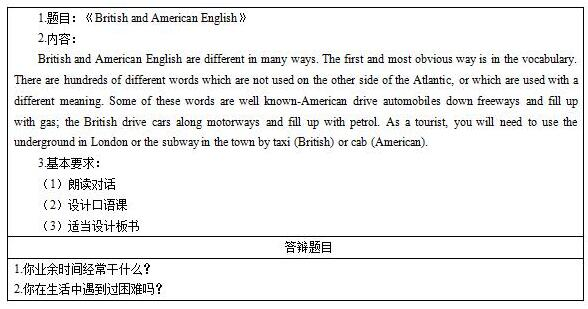 1.题目：《British and American English》
2.内容：
British and American English are different in many ways. The first and most obvious way is in the vocabulary.
There are hundreds of different words which are not used on the other side of the Atlantic, or which are used with a
different meaning. Some of these words are well known-American drive automobiles down freeways and fill up
with gas; the British drive cars along motorways and fill up with petrol. As a tourist, you will need to use the
underground in London or the subway in the town by taxi (British) or cab (American).
3.基本要求：
（1）朗读对话
（2）设计口语课
（3）适当设计板书
答辩题目
1.你业余时间经常干什么？
2.你在生活中遇到过困难吗？